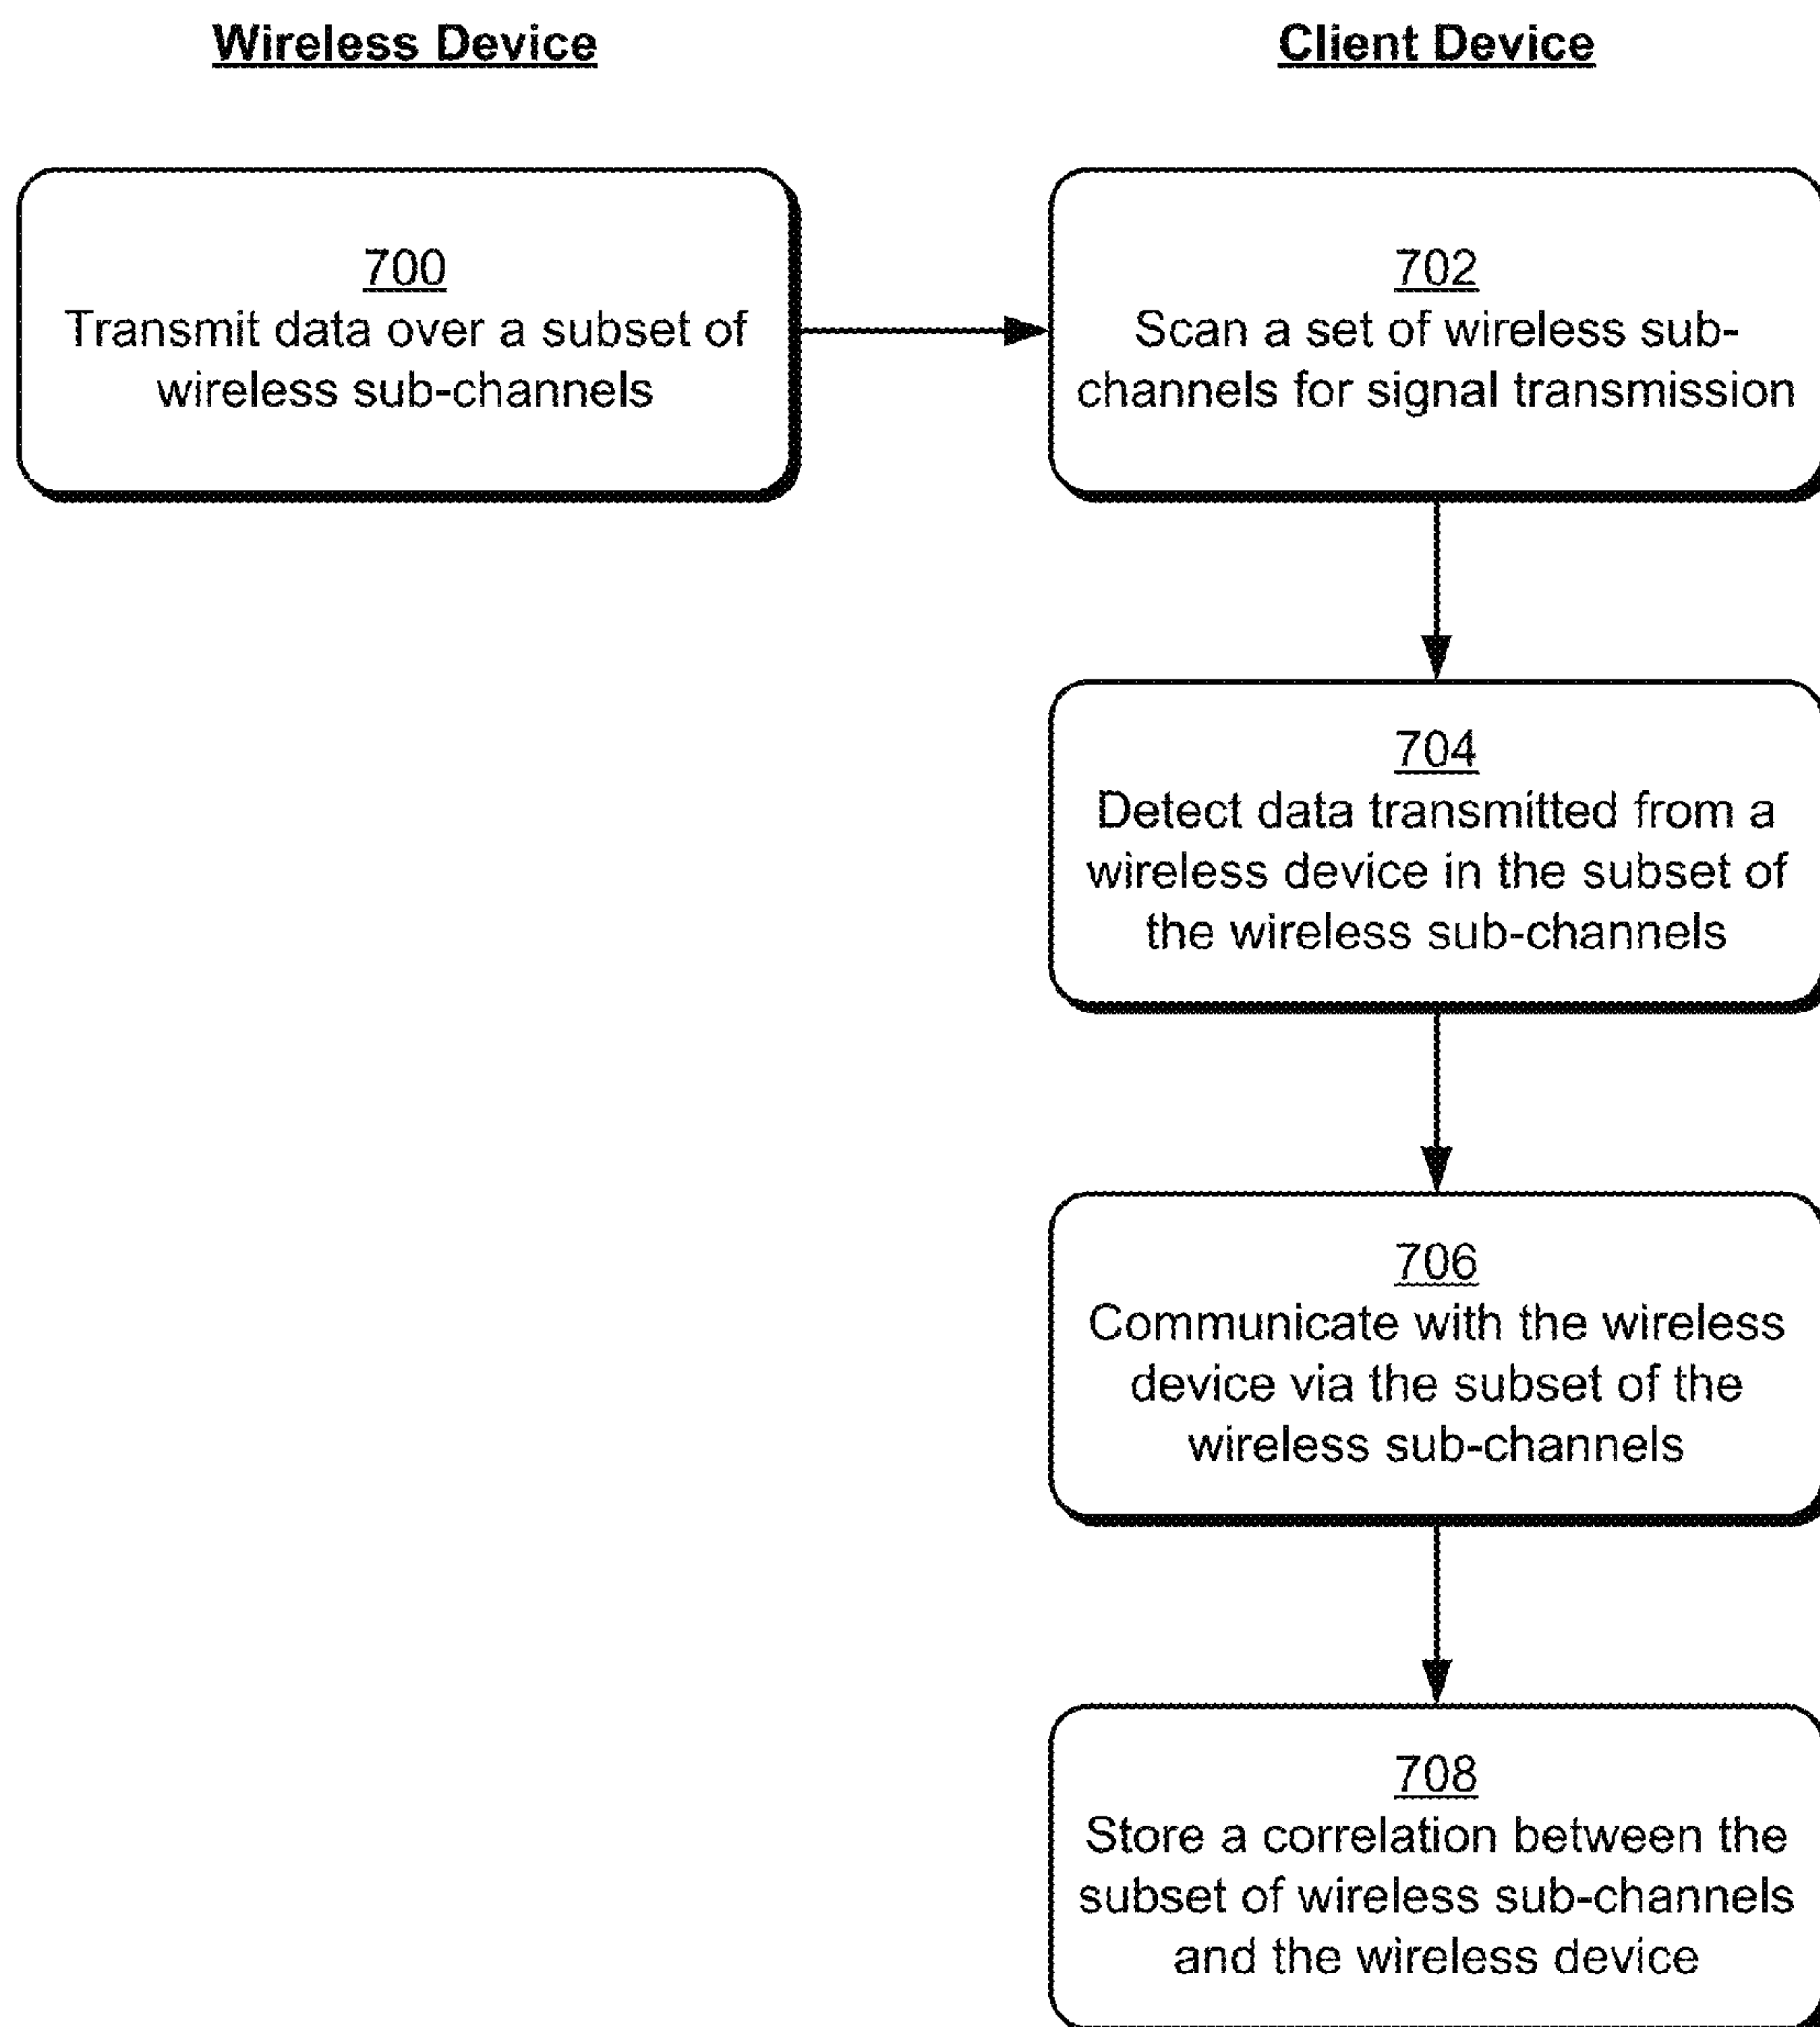 Wireless Device
Client Device
700
Transmit data over a subset of
wireless sub-channels
702
Scan a set of wireless sub-
channels for signal transmission
704
Detect data transmitted from a
wireless device in the subset of
the wireless sub-channels
706
Communicate with the wireless
device via the subset of the
wireless sub-channels
708
Store a correlation between the
subset of wireless sub-channels
and the wireless device